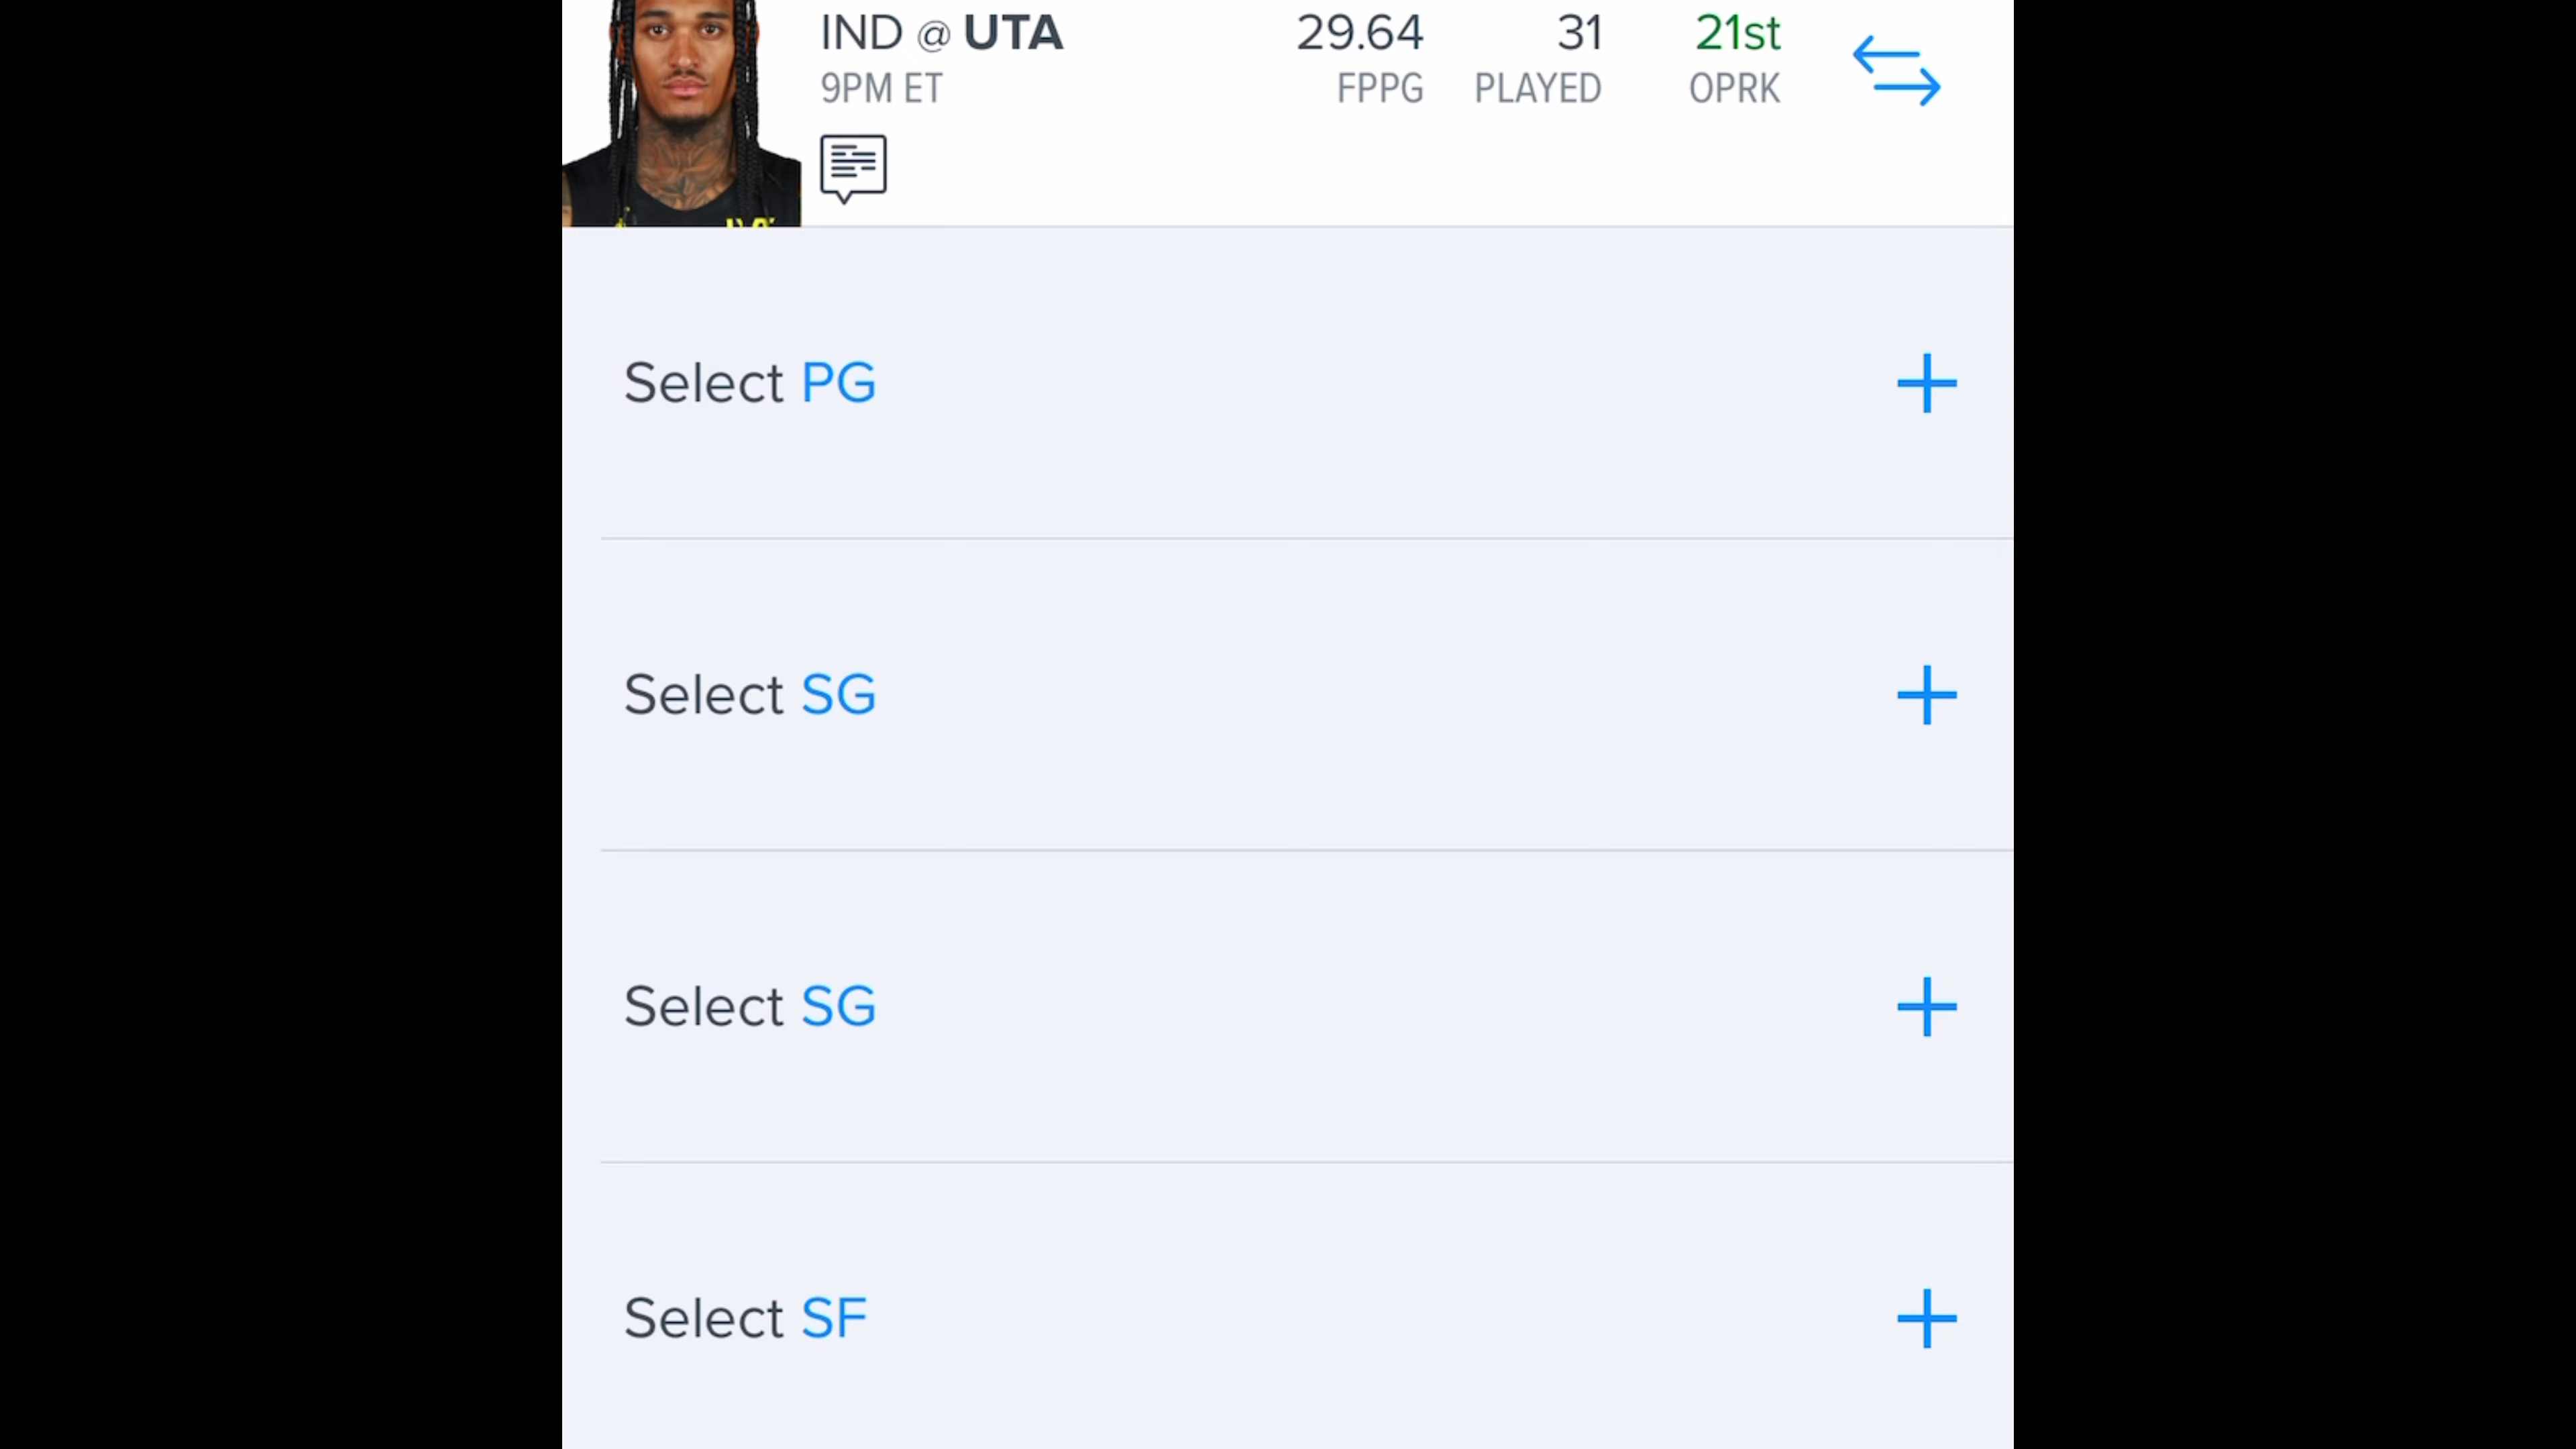 IND @ UTA 29.64 31 21st
9PM ET FPPG PLAYED OPRK
Select PG
Select SG
Select SG
Select SF